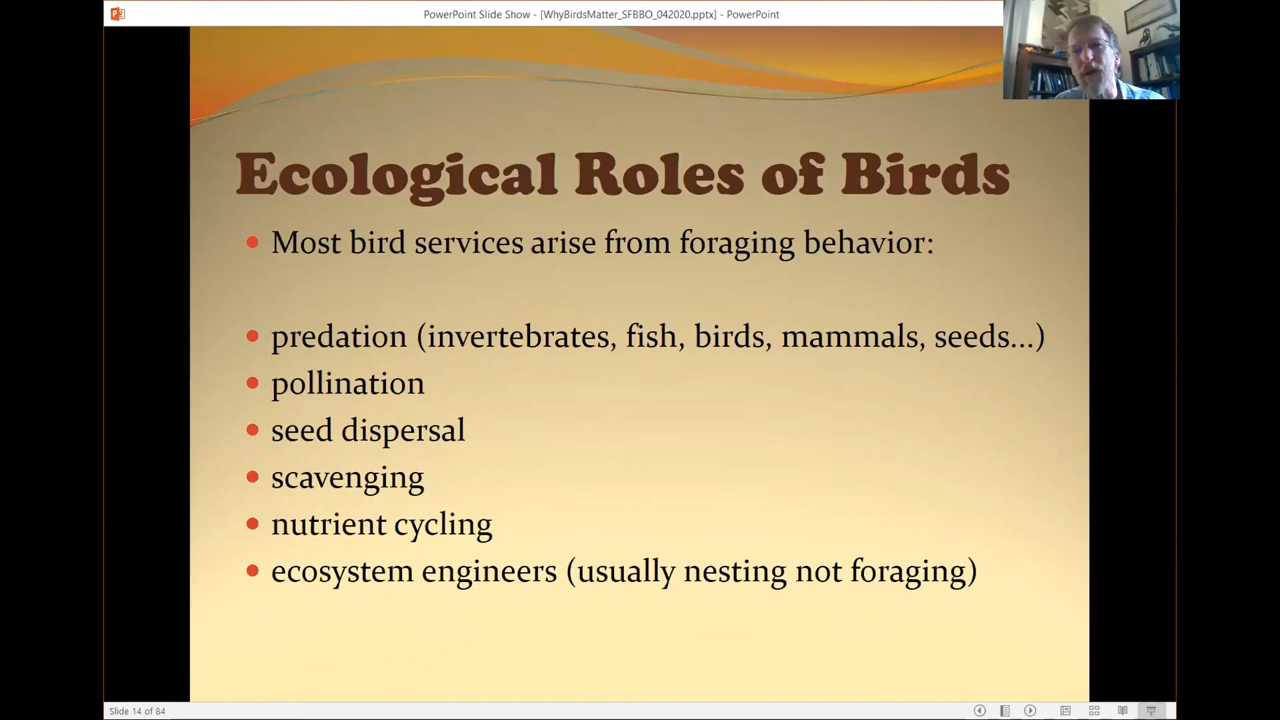 PowerPoint Slide Show - [WhyBirdsMatter_SFBBO_042020.pptx] - PowerPoint
Ecological Roles of Birds
• Most bird services arise from foraging behavior:
• predation (invertebrates, fish, birds, mammals, seeds...)
• pollination
• seed dispersal
• scavenging
• nutrient cycling
• ecosystem engineers (usually nesting not foraging)
Slide 14 of 84